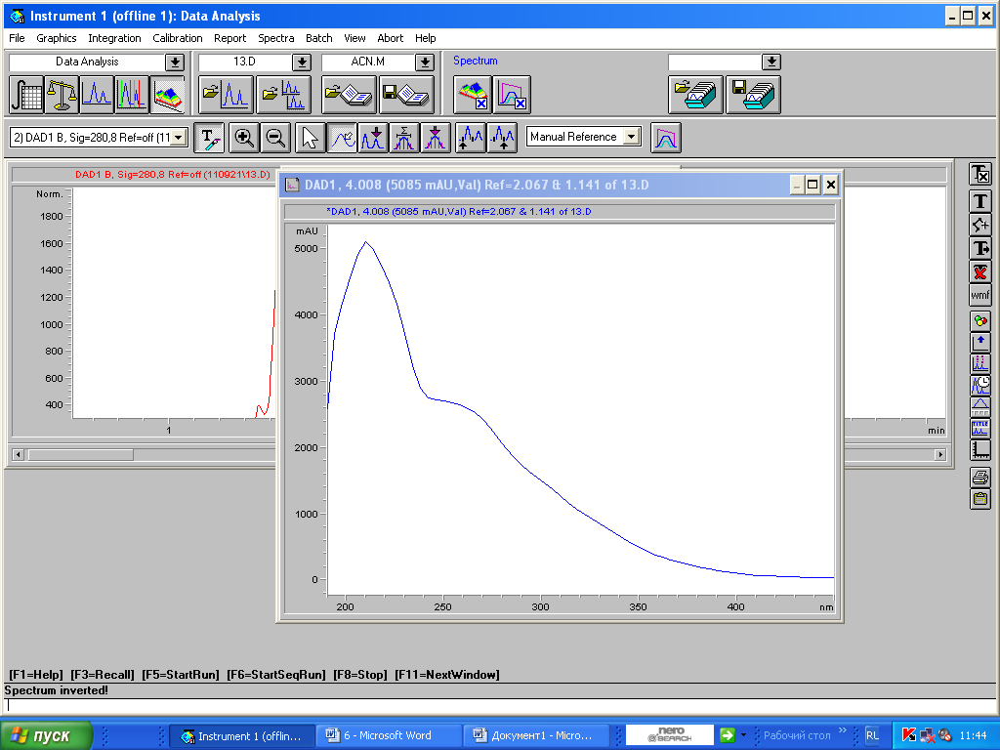 Instrument 1 (offline 1): Data Analysis
File Graphics Integration Calibration Report Spectra Batch View Abort Help
Data Analysis 13.D ACN.M Spectrum
2) DAD1 B, Sig=280,8 Ref=off (11 Manual Reference
DAD1 B, Sig=280,8 Ref=off (110921\13.D)
Norm.
1800
1600
1400
1200
1000
800
600
400
1 min
DAD1, 4.008 (5085 mAU,Val) Ref=2.067 & 1.141 of 13.D
*DAD1, 4.008 (5085 mAU,Val) Ref=2.067 & 1.141 of 13.D
mAU
5000
4000
3000
2000
1000
0
200 250 300 350 400 nm
T
T
T
wmf
TITLE
[F1=Help] [F3=Recall] [F5=StartRun] [F6=StartSeqRun] [F8=Stop] [F11=NextWindow]
Spectrum inverted!
пуск Instrument 1 (offlin... 6 - Microsoft Word Документ1 - Micro... nero SEARCH Рабочий стол » RL 11:44